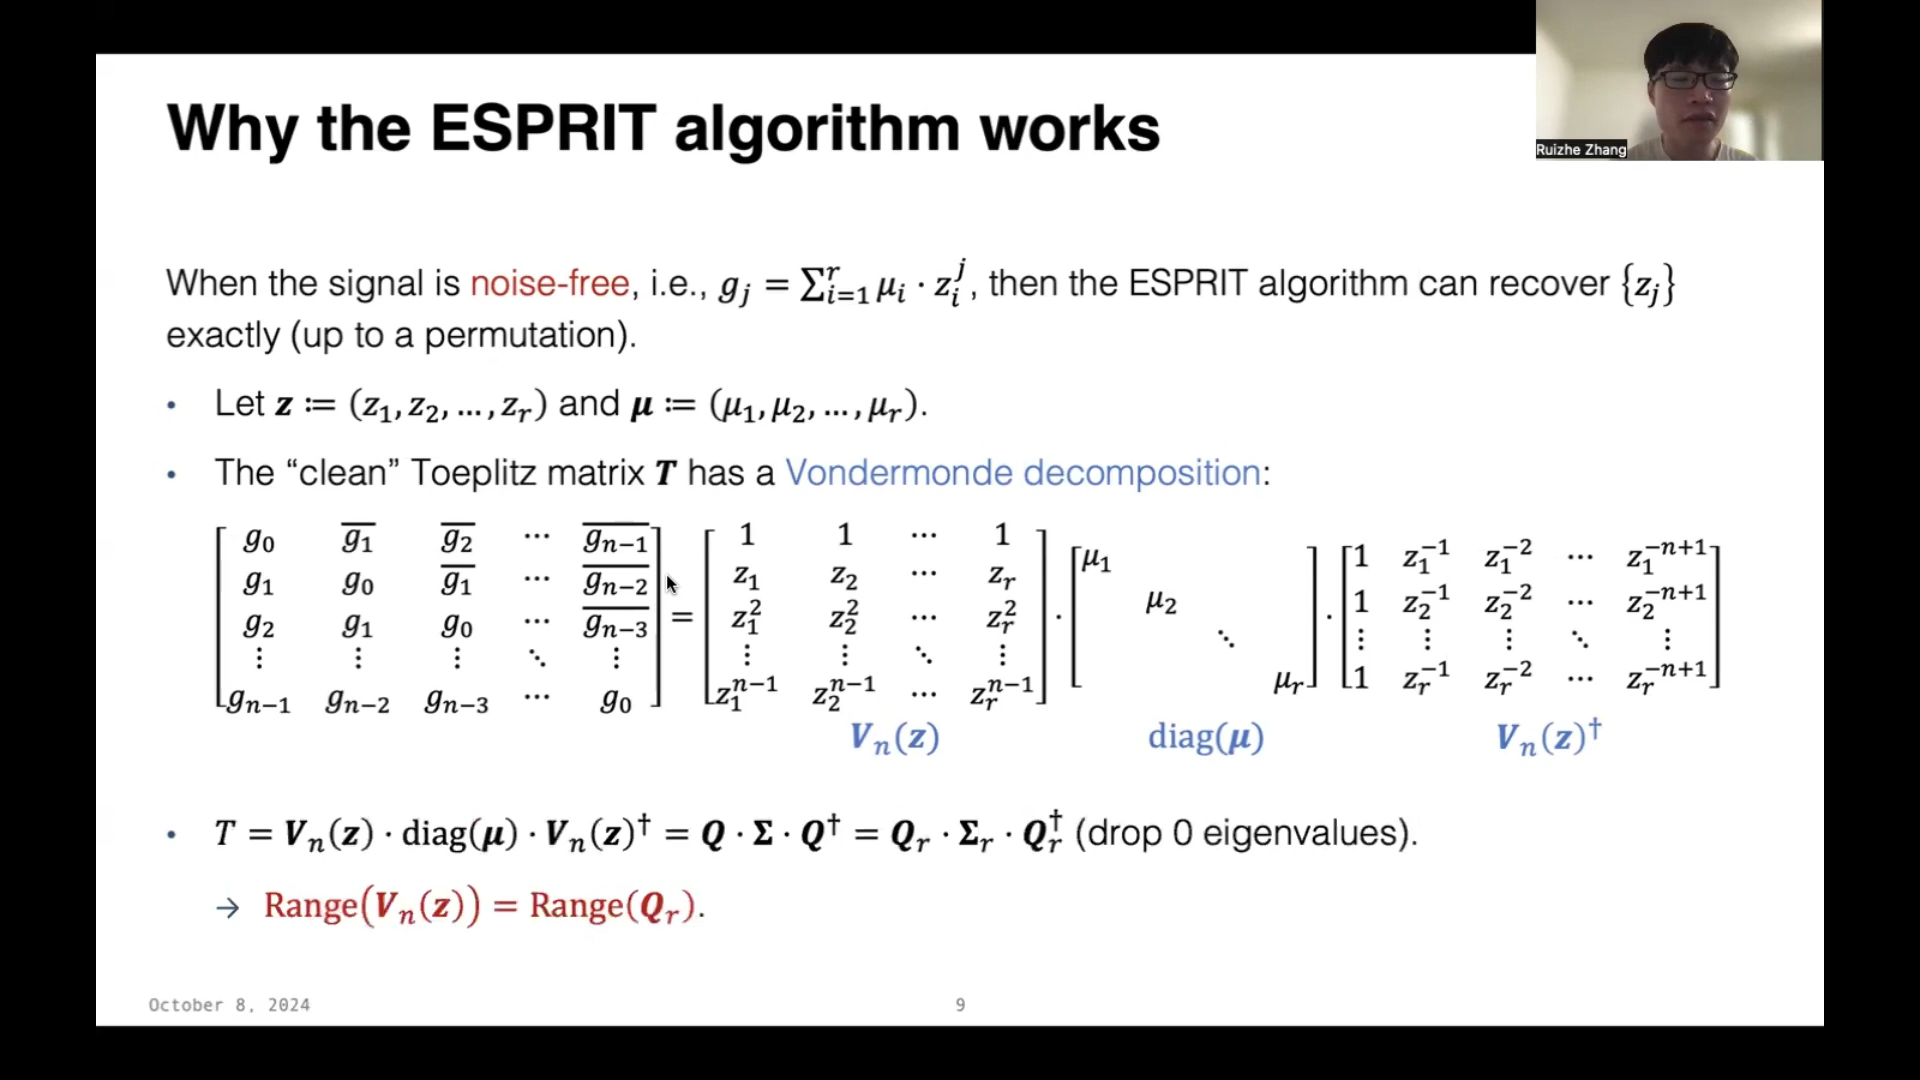 Why the ESPRIT algorithm works
Ruizhe Zhang
When the signal is noise-free, i.e., g_j = Σ_{i=1}^{r} μ_i · z_i^j, then the ESPRIT algorithm can recover {z_j}
exactly (up to a permutation).
• Let z ≔ (z_1, z_2, …, z_r) and μ ≔ (μ_1, μ_2, …, μ_r).
• The “clean” Toeplitz matrix T has a Vondermonde decomposition:
[ g_0 \overline{g_1} \overline{g_2} ⋯ \overline{g_{n−1}} ; g_1 g_0 \overline{g_1} ⋯ \overline{g_{n−2}} ; g_2 g_1 g_0 ⋯ \overline{g_{n−3}} ; ⋮ ⋮ ⋮ ⋱ ⋮ ; g_{n−1} g_{n−2} g_{n−3} ⋯ g_0 ] = [ 1 1 ⋯ 1 ; z_1 z_2 ⋯ z_r ; z_1^2 z_2^2 ⋯ z_r^2 ; ⋮ ⋮ ⋱ ⋮ ; z_1^{n−1} z_2^{n−1} ⋯ z_r^{n−1} ] · [ μ_1 ; μ_2 ; ⋱ ; μ_r ] · [ 1 z_1^{−1} z_1^{−2} ⋯ z_1^{−n+1} ; 1 z_2^{−1} z_2^{−2} ⋯ z_2^{−n+1} ; ⋮ ⋮ ⋮ ⋱ ⋮ ; 1 z_r^{−1} z_r^{−2} ⋯ z_r^{−n+1} ]
V_n(z) diag(μ) V_n(z)^†
• T = V_n(z) · diag(μ) · V_n(z)^† = Q · Σ · Q^† = Q_r · Σ_r · Q_r^† (drop 0 eigenvalues).
→ Range(V_n(z)) = Range(Q_r).
October 8, 2024 9